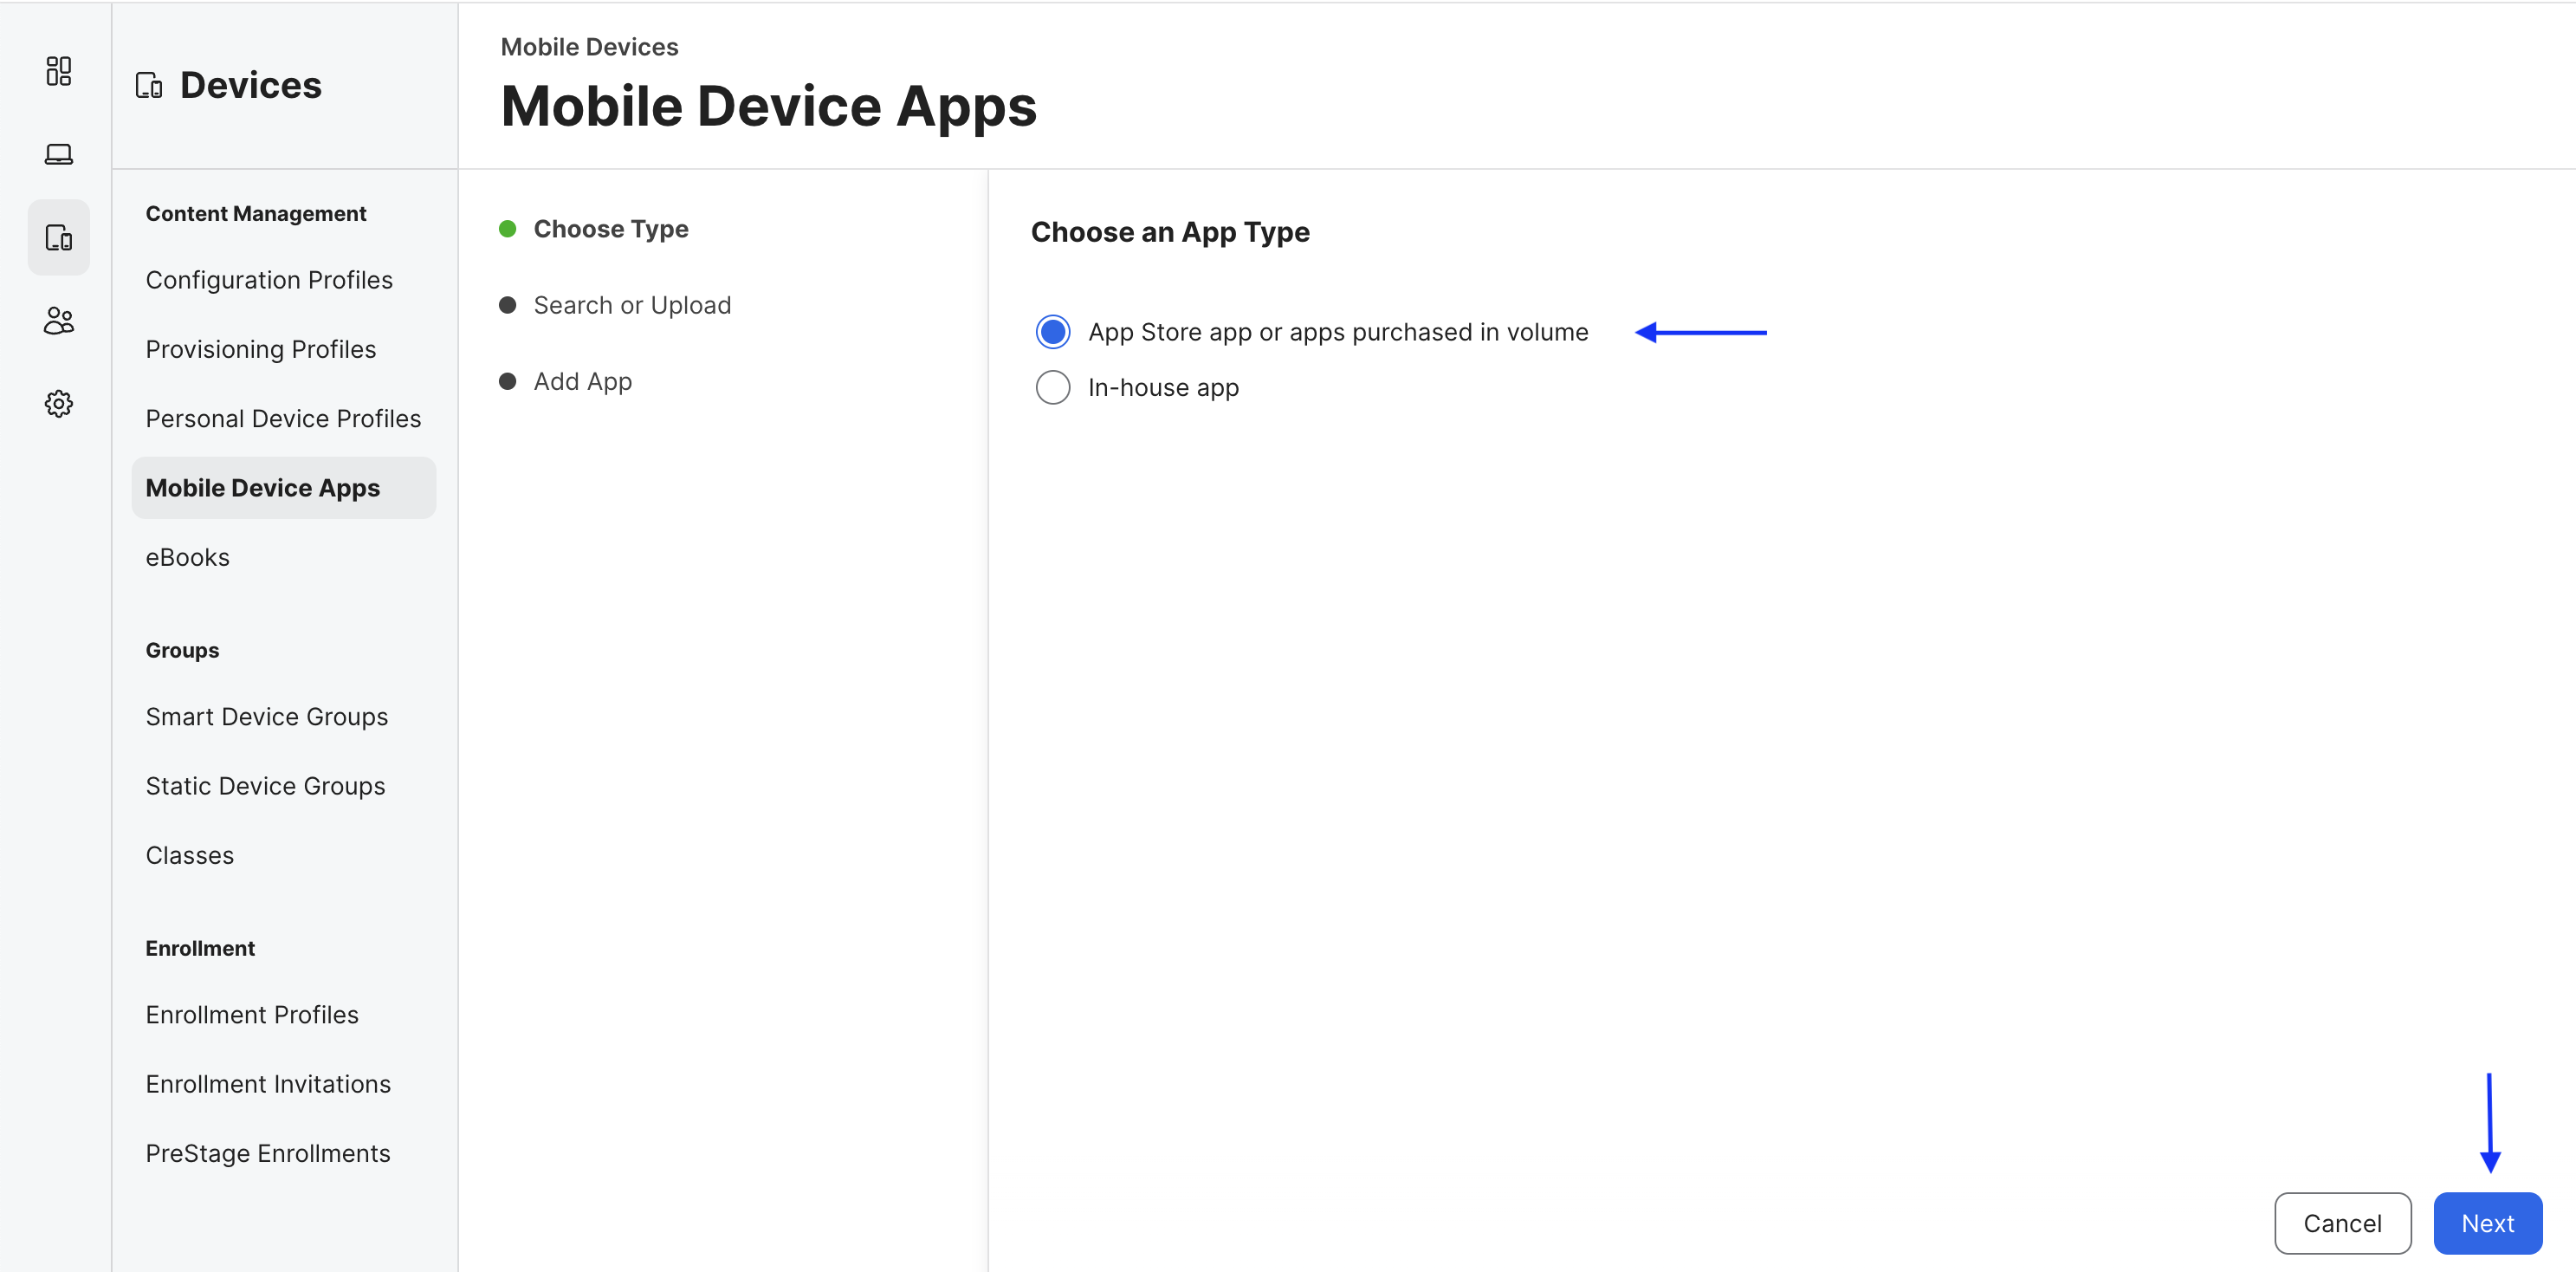 Devices
Content Management
Configuration Profiles
Provisioning Profiles
Personal Device Profiles
Mobile Device Apps
eBooks
Groups
Smart Device Groups
Static Device Groups
Classes
Enrollment
Enrollment Profiles
Enrollment Invitations
PreStage Enrollments
Mobile Devices
Mobile Device Apps
Choose Type
Search or Upload
Add App
Choose an App Type
App Store app or apps purchased in volume
In-house app
Cancel
Next